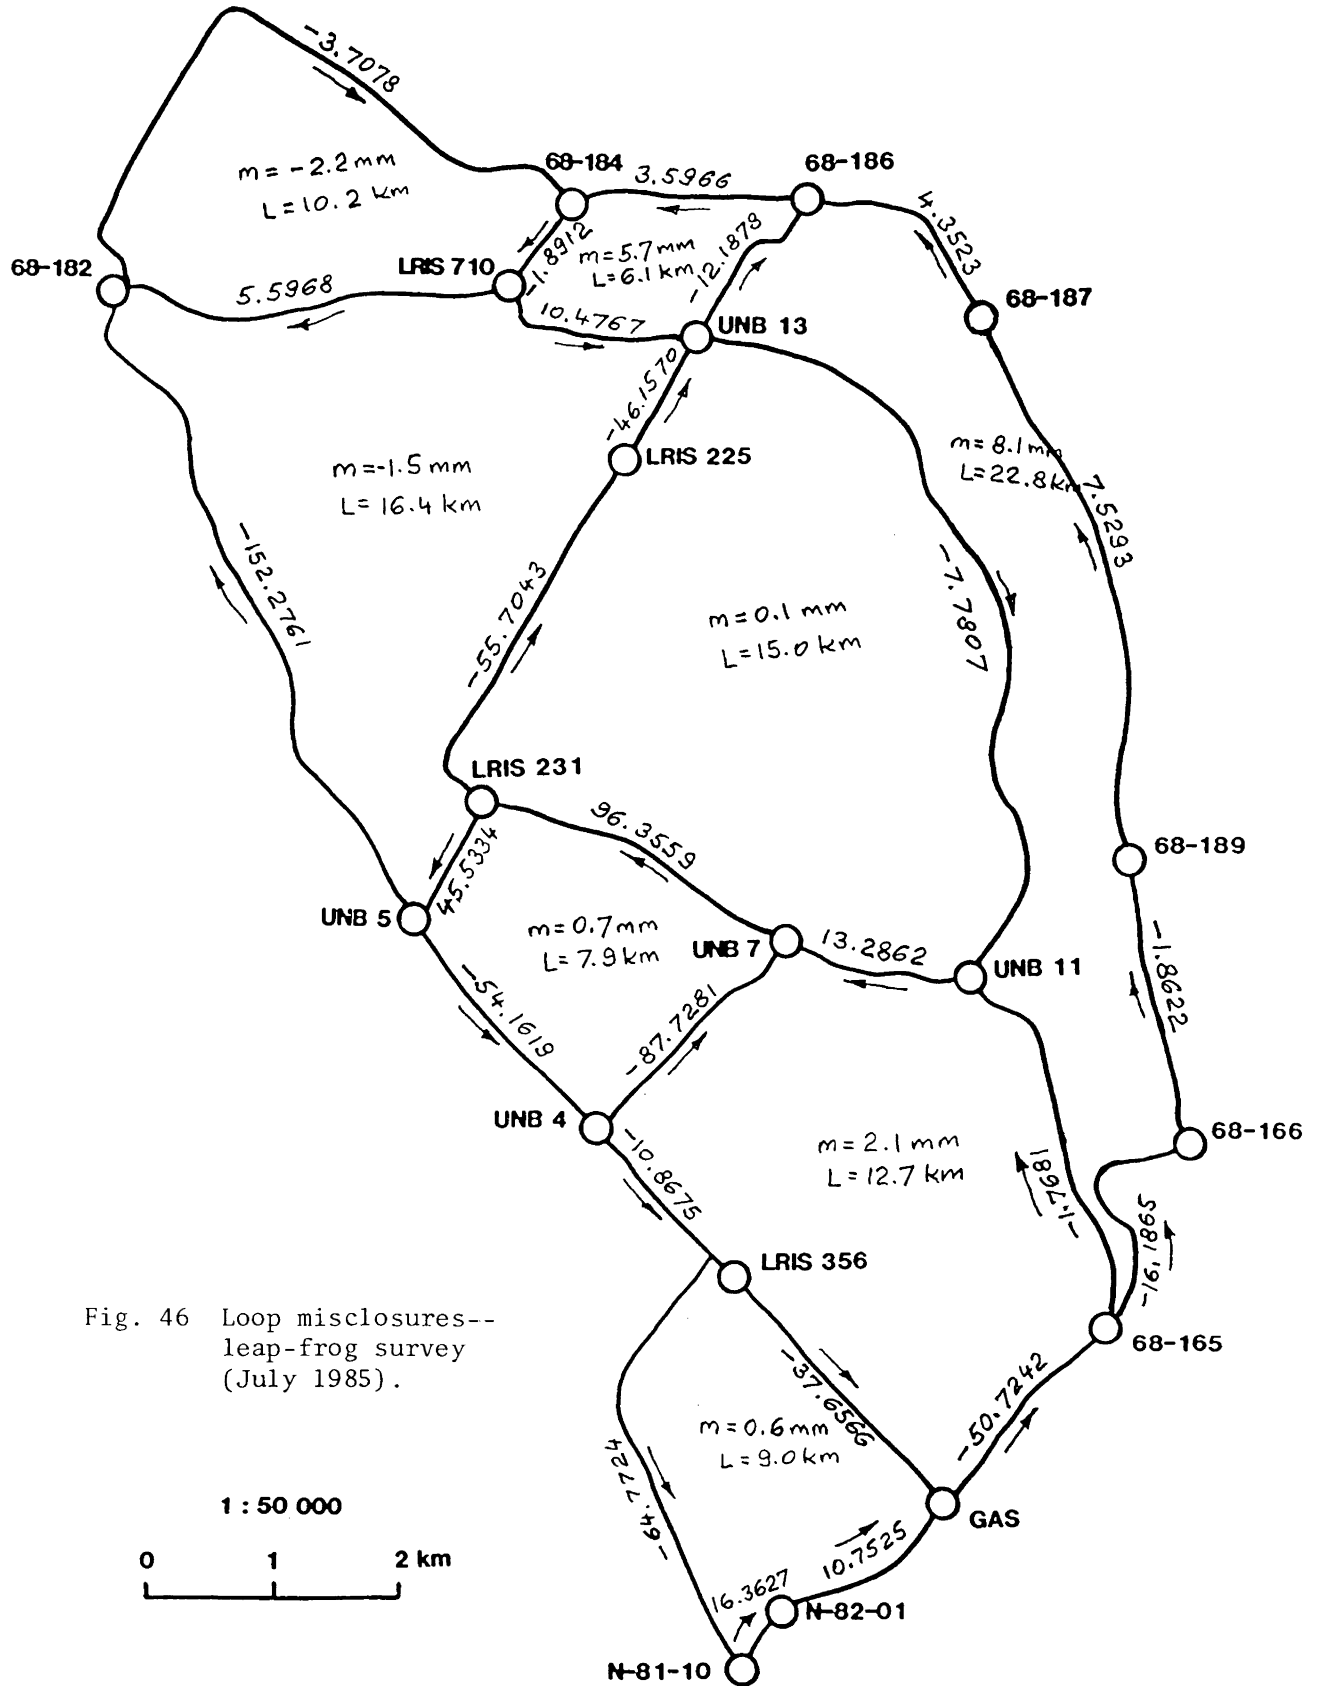 -3.7078
m = -2.2 mm
L = 10.2 km
68-184
3.5966
68-186
4.3523
-1.8912
m = 5.7 mm
L = 6.1 km
-12.1878
68-182
5.5968
LRIS 710
10.4767
UNB 13
68-187
-46.1570
LRIS 225
m = 8.1 mm
L = 22.8 km
7.5293
m = -1.5 mm
L = 16.4 km
-152.2761
-55.7043
m = 0.1 mm
L = 15.0 km
-7.7807
LRIS 231
96.3559
45.5334
68-189
UNB 5
m = 0.7 mm
L = 7.9 km
UNB 7
13.2862
UNB 11
-54.1619
-87.7281
-1.8622
UNB 4
-10.8675
m = 2.1 mm
L = 12.7 km
68-166
-1.7681
-16.1865
LRIS 356
68-165
Fig. 46 Loop misclosures--
leap-frog survey
(July 1985).
-37.6566
-50.7242
m = 0.6 mm
L = 9.0 km
-64.7724
GAS
1 : 50 000
0 1 2 km
10.7525
16.3627
N-82-01
N-81-10